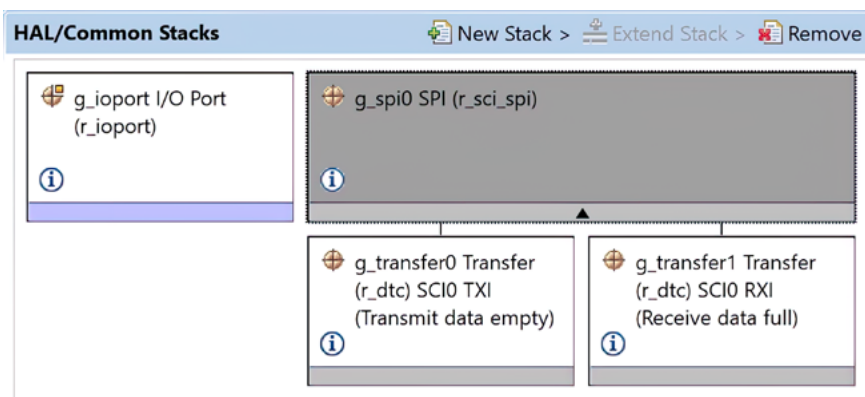 HAL/Common Stacks
New Stack > Extend Stack > Remove
g_ioport I/O Port
(r_ioport)
g_spi0 SPI (r_sci_spi)
g_transfer0 Transfer
(r_dtc) SCI0 TXI
(Transmit data empty)
g_transfer1 Transfer
(r_dtc) SCI0 RXI
(Receive data full)